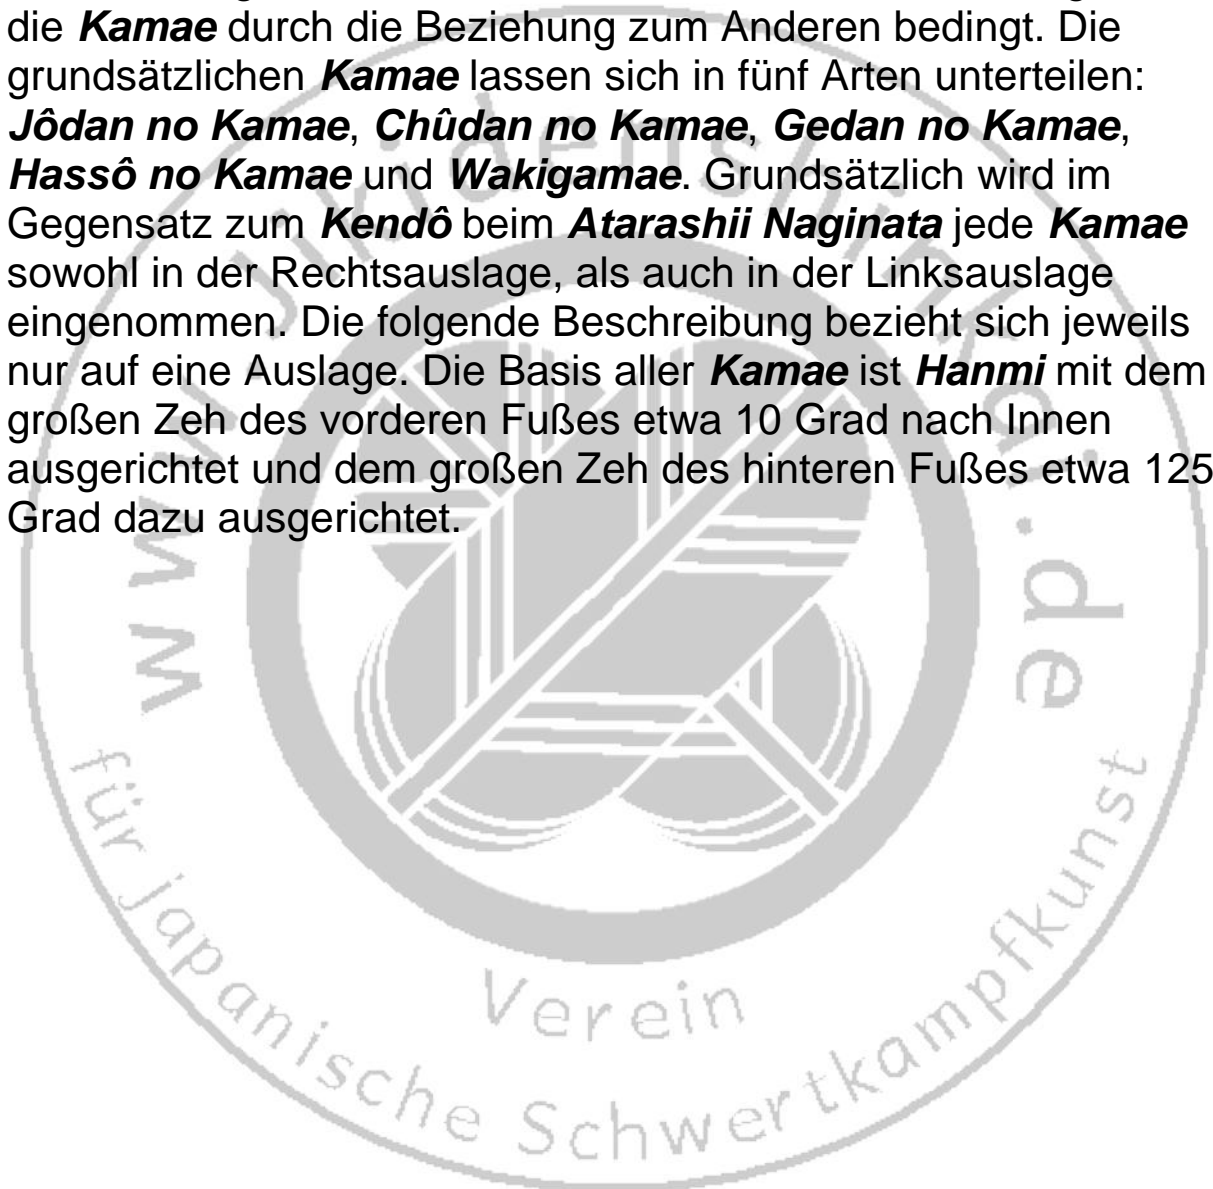 die Kamae durch die Beziehung zum Anderen bedingt. Die
grundsätzlichen Kamae lassen sich in fünf Arten unterteilen:
Jôdan no Kamae, Chûdan no Kamae, Gedan no Kamae,
Hassô no Kamae und Wakigamae. Grundsätzlich wird im
Gegensatz zum Kendô beim Atarashii Naginata jede Kamae
sowohl in der Rechtsauslage, als auch in der Linksauslage
eingenommen. Die folgende Beschreibung bezieht sich jeweils
nur auf eine Auslage. Die Basis aller Kamae ist Hanmi mit dem
großen Zeh des vorderen Fußes etwa 10 Grad nach Innen
ausgerichtet und dem großen Zeh des hinteren Fußes etwa 125
Grad dazu ausgerichtet.
www.jikidenshinkai.de
Verein
für japanische Schwertkampfkunst